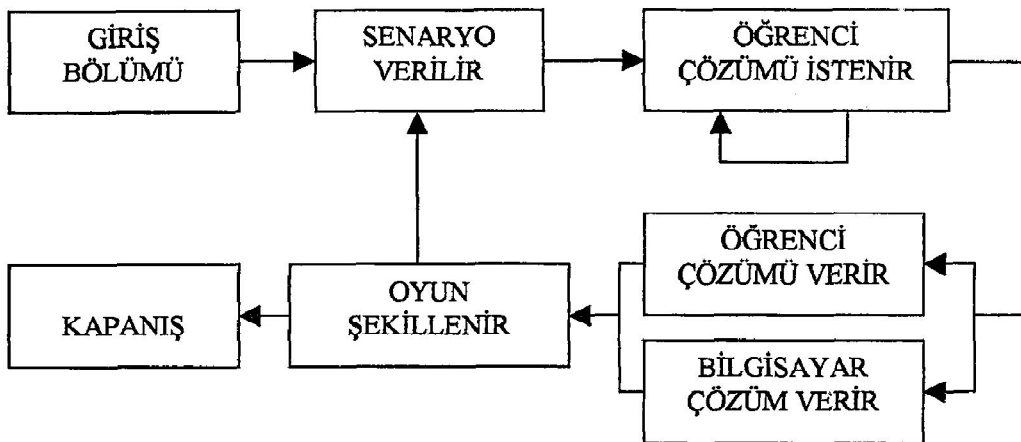 GİRİŞ
BÖLÜMÜ
SENARYO
VERİLİR
ÖĞRENCİ
ÇÖZÜMÜ İSTENİR
ÖĞRENCİ
ÇÖZÜMÜ VERİR
OYUN
ŞEKİLLENİR
KAPANIŞ
BİLGİSAYAR
ÇÖZÜM VERİR